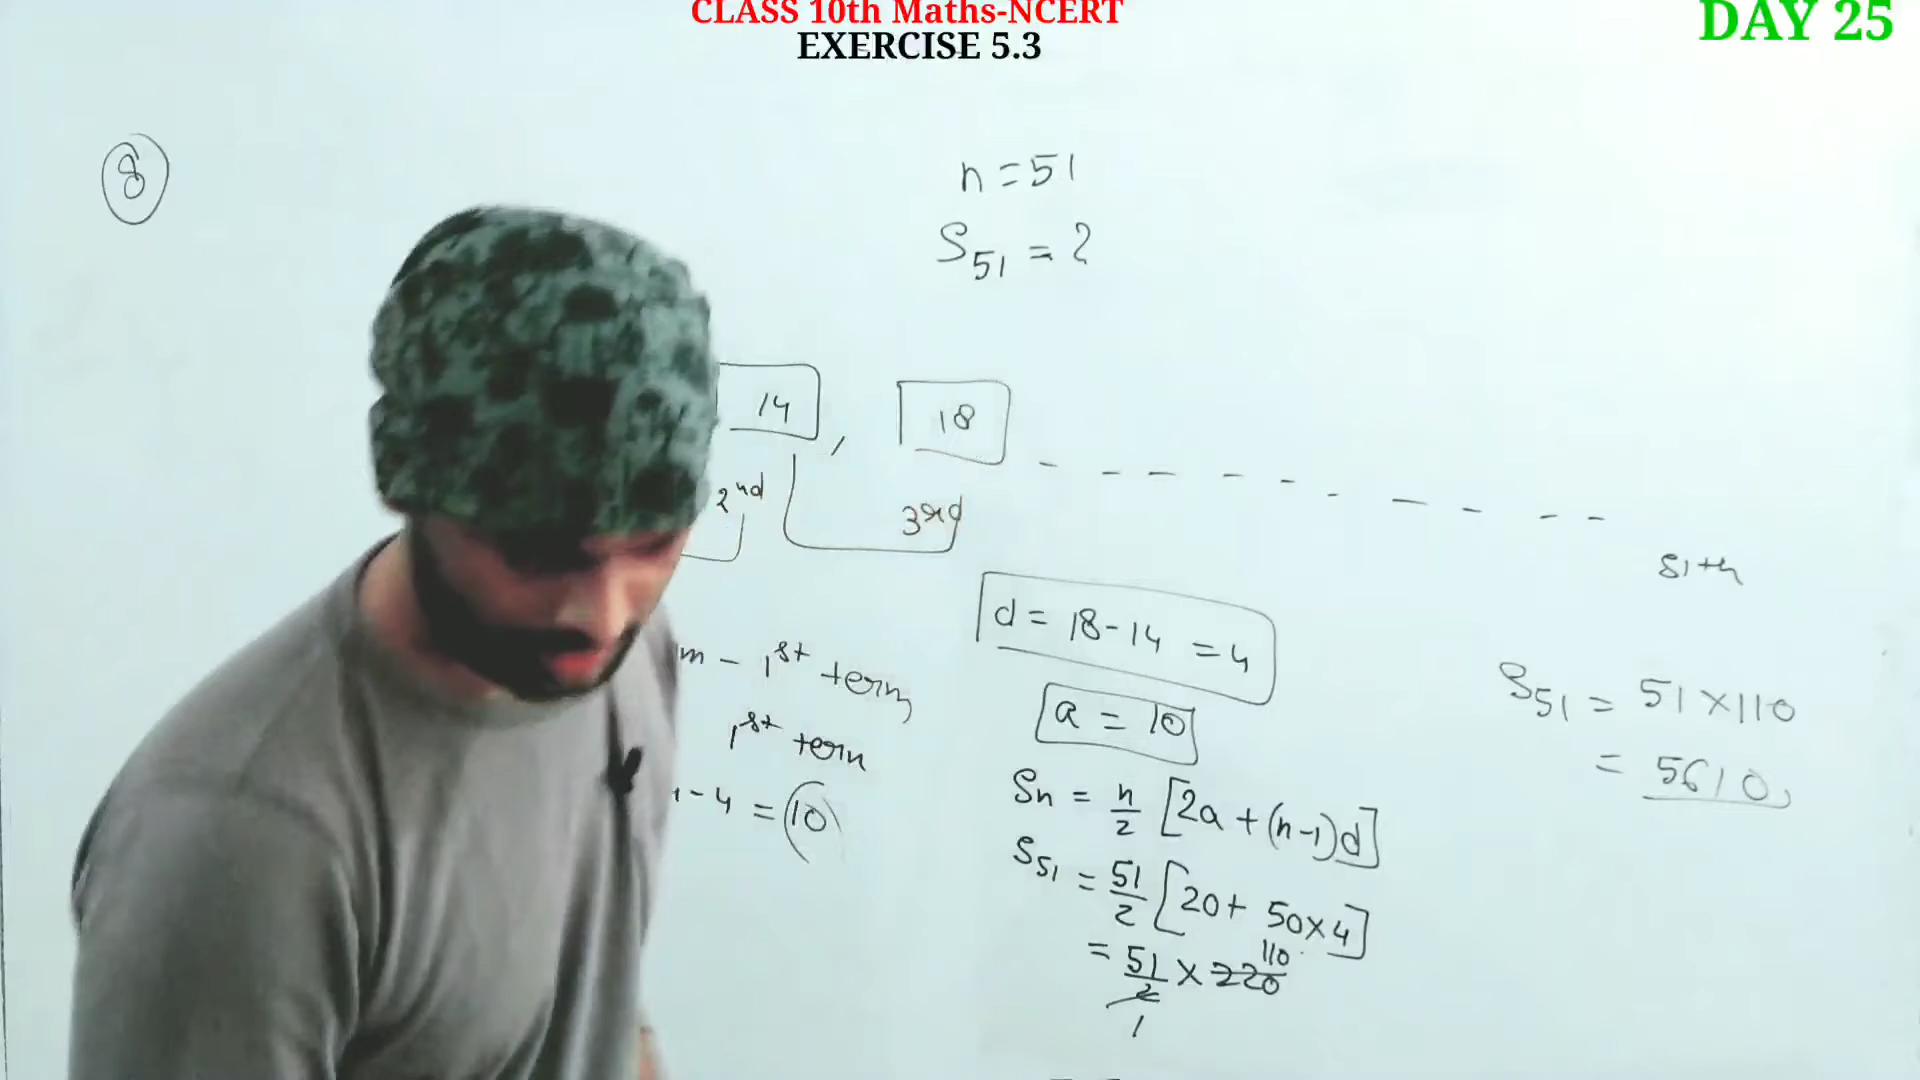 CLASS 10th Maths-NCERT
EXERCISE 5.3
DAY 25
8
n = 51
S51 = ?
14 , 18 - - - - - - - - - -
2nd 3rd
51th
m - 1st term
1st term
- 4 = 10
d = 18 - 14 = 4
a = 10
Sn = n/2 [2a + (n-1)d]
S51 = 51/2 [20 + 50 × 4]
110
= 51/2 × 220
1
S51 = 51 × 110
= 5610